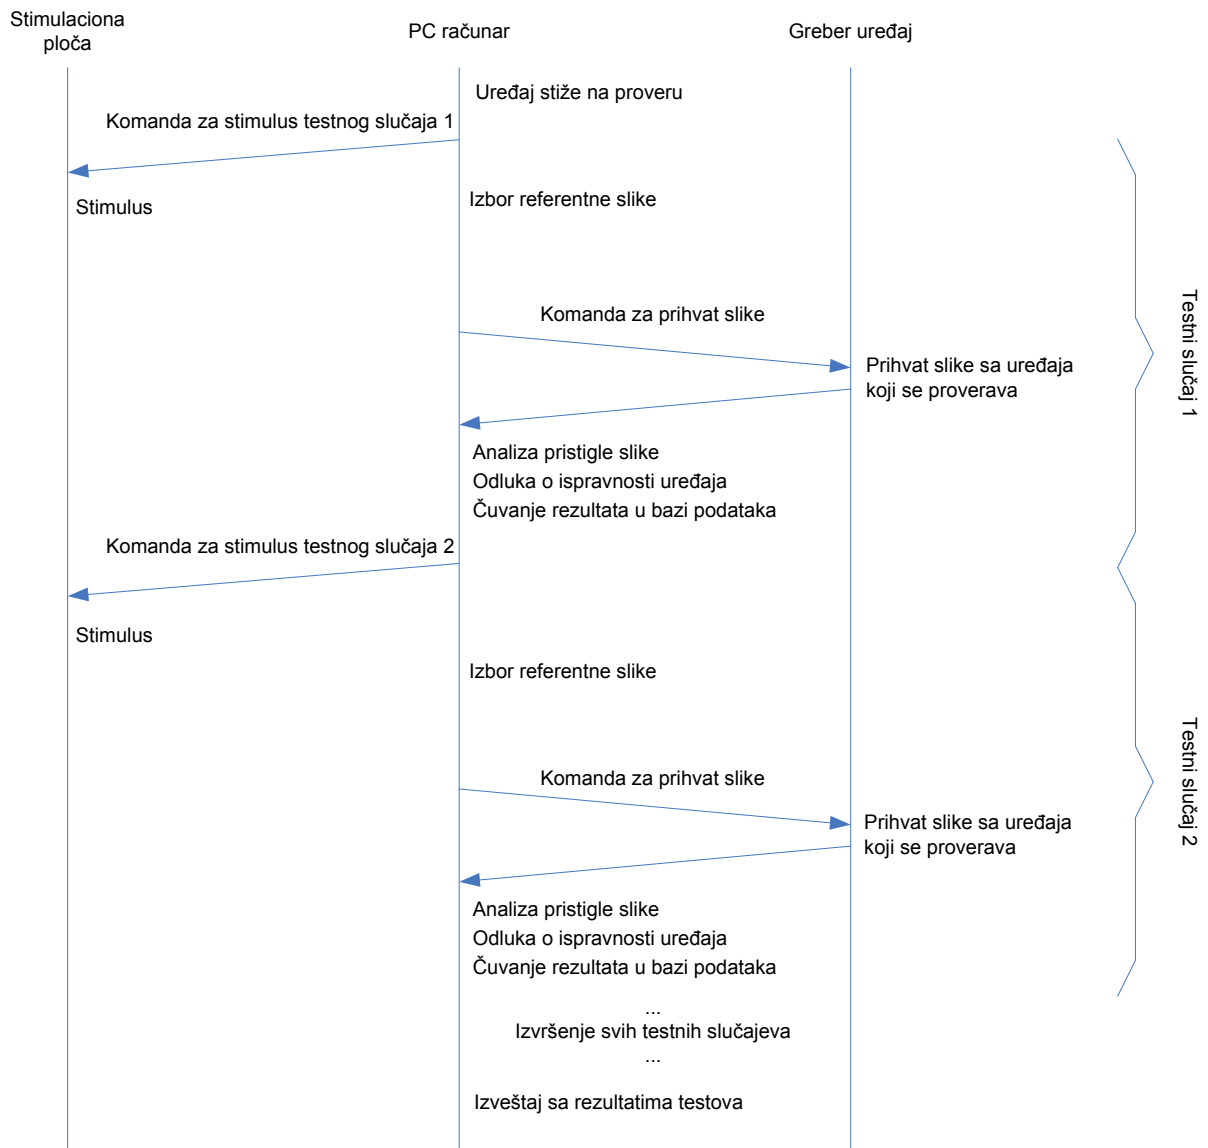 Stimulaciona
ploča
PC računar
Greber uređaj
Uređaj stiže na proveru
Komanda za stimulus testnog slučaja 1
Stimulus
Izbor referentne slike
Komanda za prihvat slike
Prihvat slike sa uređaja
koji se proverava
Testni slučaj 1
Analiza pristigle slike
Odluka o ispravnosti uređaja
Čuvanje rezultata u bazi podataka
Komanda za stimulus testnog slučaja 2
Stimulus
Izbor referentne slike
Komanda za prihvat slike
Prihvat slike sa uređaja
koji se proverava
Testni slučaj 2
Analiza pristigle slike
Odluka o ispravnosti uređaja
Čuvanje rezultata u bazi podataka
...
Izvršenje svih testnih slučajeva
...
Izveštaj sa rezultatima testova